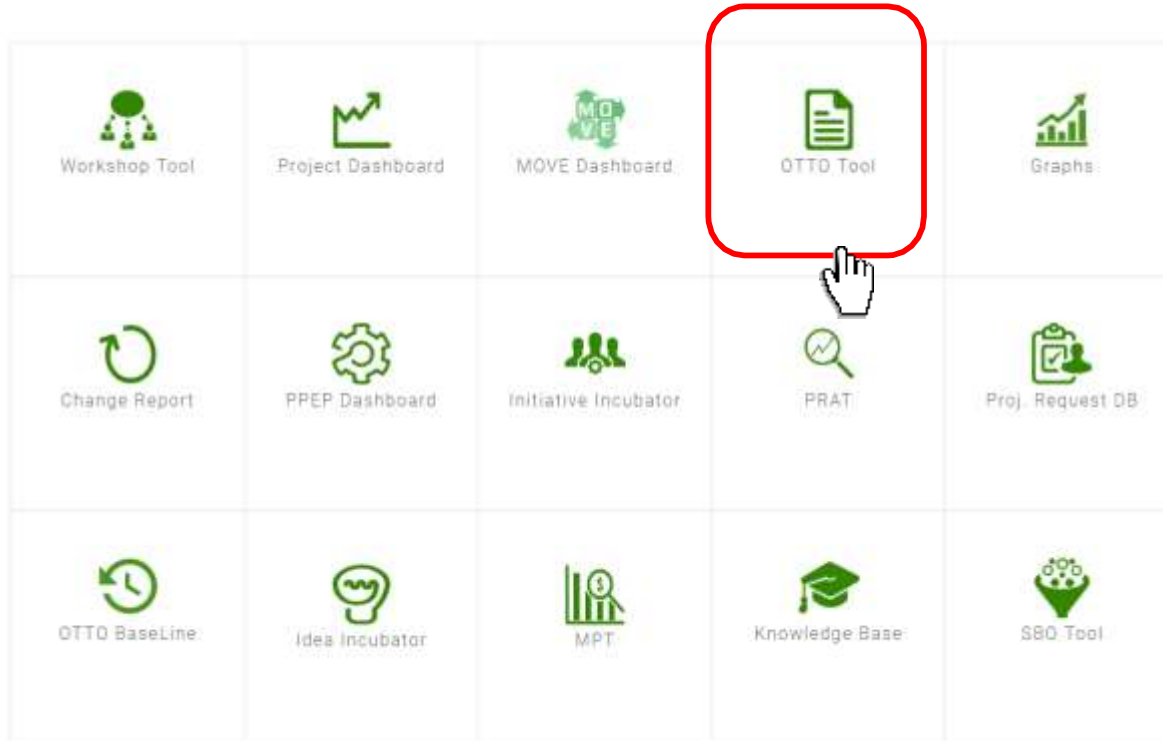 Workshop Tool
Project Dashboard
MOVE
MOVE Dashboard
OTTO Tool
Graphs
Change Report
PPEP Dashboard
Initiative Incubator
PRAT
Proj. Request DB
OTTO BaseLine
Idea Incubator
$
MPT
Knowledge Base
SBO Tool